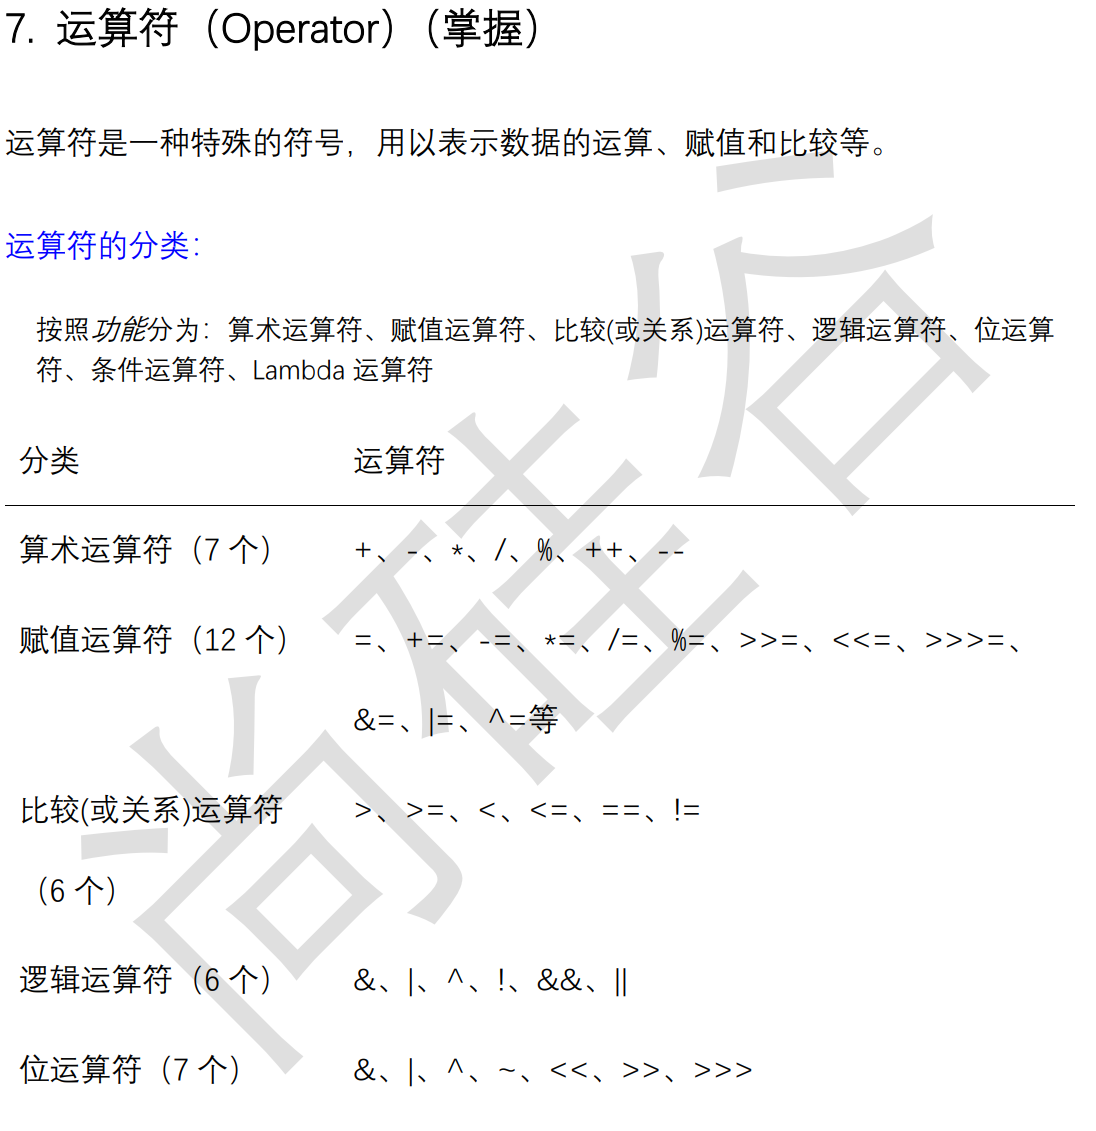 7. 运算符（Operator）（掌握）
运算符是一种特殊的符号，用以表示数据的运算、赋值和比较等。
运算符的分类：
按照功能分为：算术运算符、赋值运算符、比较(或关系)运算符、逻辑运算符、位运算
符、条件运算符、Lambda 运算符
分类 运算符
算术运算符（7 个） +、-、*、/、%、++、--
赋值运算符（12 个） =、+=、-=、*=、/=、%=、>>=、<<=、>>>=、
&=、|=、^=等
比较(或关系)运算符 >、>=、<、<=、==、!=
（6 个）
逻辑运算符（6 个） &、|、^、!、&&、||
位运算符（7 个） &、|、^、~、<<、>>、>>>
尚硅谷